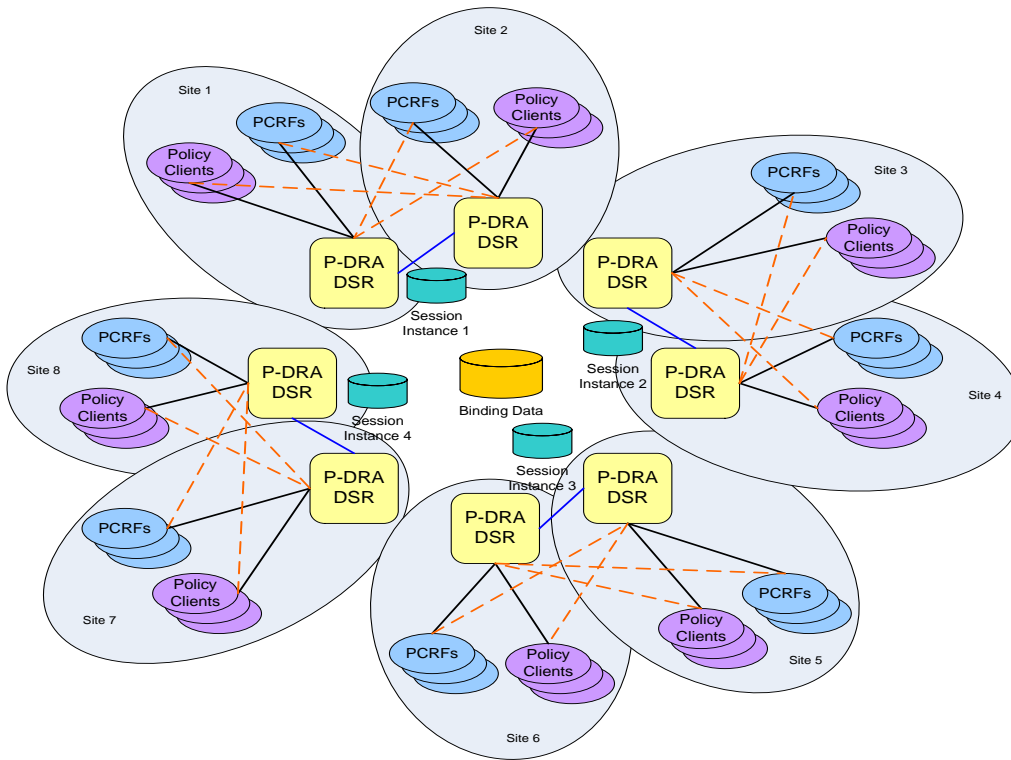 Site 2
Site 1
PCRFs
Policy
Clients
PCRFs
Policy
Clients
P-DRA
DSR
P-DRA
DSR
Session
Instance 1
Site 3
PCRFs
Policy
Clients
P-DRA
DSR
Session
Instance 2
P-DRA
DSR
PCRFs
Policy
Clients
Site 4
Binding Data
PCRFs
Site 8
Policy
Clients
P-DRA
DSR
Session
Instance 4
P-DRA
DSR
PCRFs
Policy
Clients
Site 7
Session
Instance 3
P-DRA
DSR
P-DRA
DSR
PCRFs
Policy
Clients
Site 5
PCRFs
Policy
Clients
Site 6